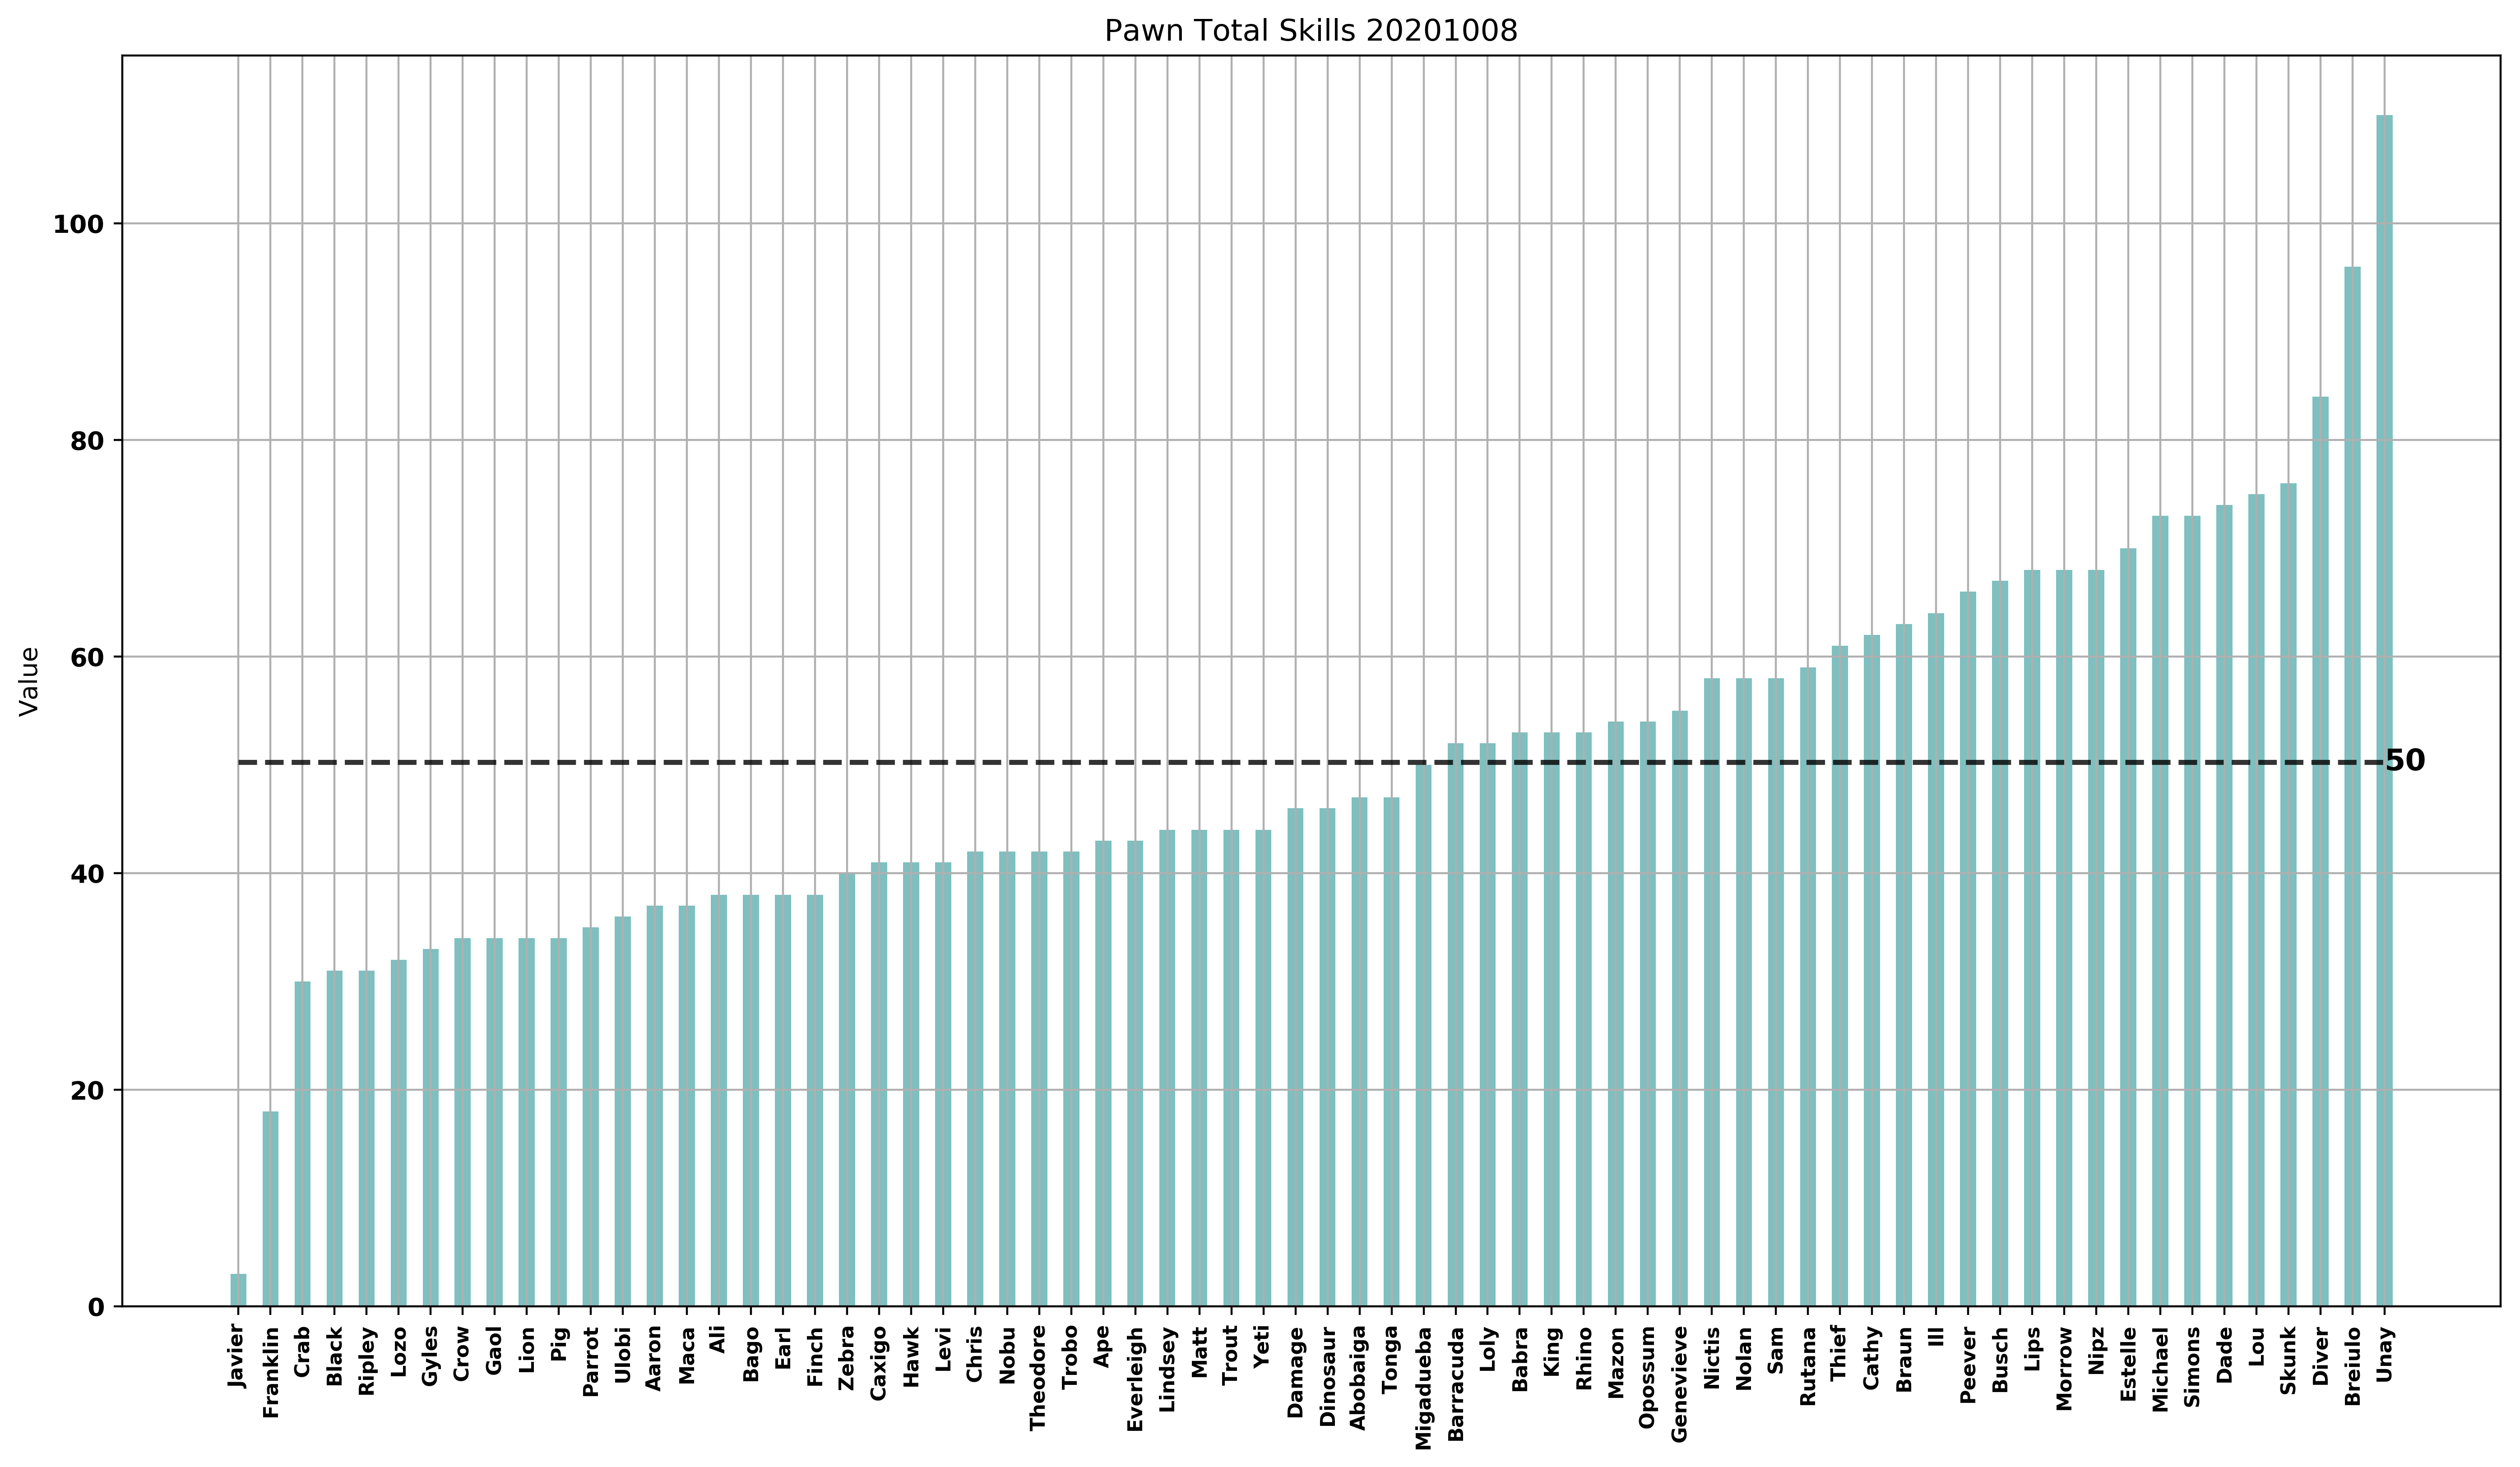 Pawn Total Skills 20201008
Value
100
80
60
40
20
0
50
Javier
Franklin
Crab
Black
Ripley
Lozo
Gyles
Crow
Gaol
Lion
Pig
Parrot
Ulobi
Aaron
Maca
Ali
Bago
Earl
Finch
Zebra
Caxigo
Hawk
Levi
Chris
Nobu
Theodore
Trobo
Ape
Everleigh
Lindsey
Matt
Trout
Yeti
Damage
Dinosaur
Abobaiga
Tonga
Migadueba
Barracuda
Loly
Babra
King
Rhino
Mazon
Opossum
Genevieve
Nictis
Nolan
Sam
Rutana
Thief
Cathy
Braun
Ill
Peever
Busch
Lips
Morrow
Nipz
Estelle
Michael
Simons
Dade
Lou
Skunk
Diver
Breiulo
Unay